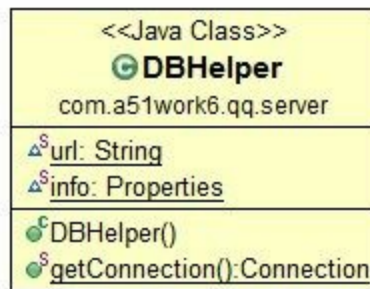 <<Java Class>>
DBHelper
com.a51work6.qq.server
url: String
info: Properties
DBHelper()
getConnection():Connection